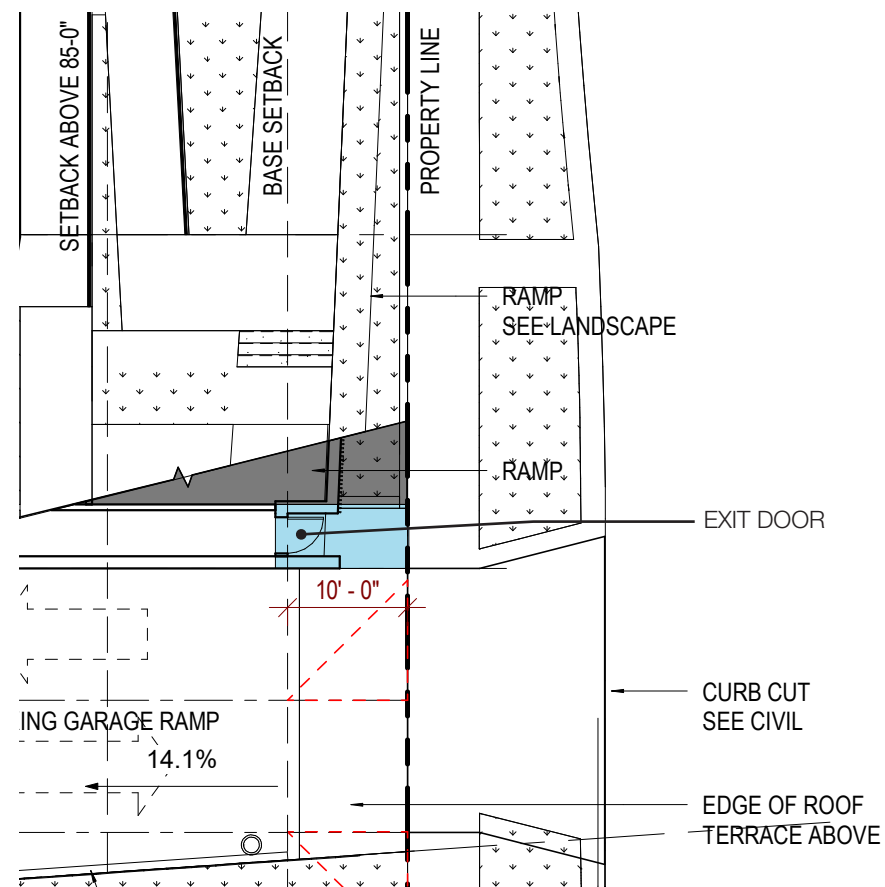 SETBACK ABOVE 85-0"
BASE SETBACK
PROPERTY LINE
RAMP
SEE LANDSCAPE
RAMP
EXIT DOOR
10' - 0"
CURB CUT
SEE CIVIL
ING GARAGE RAMP
14.1%
EDGE OF ROOF
TERRACE ABOVE